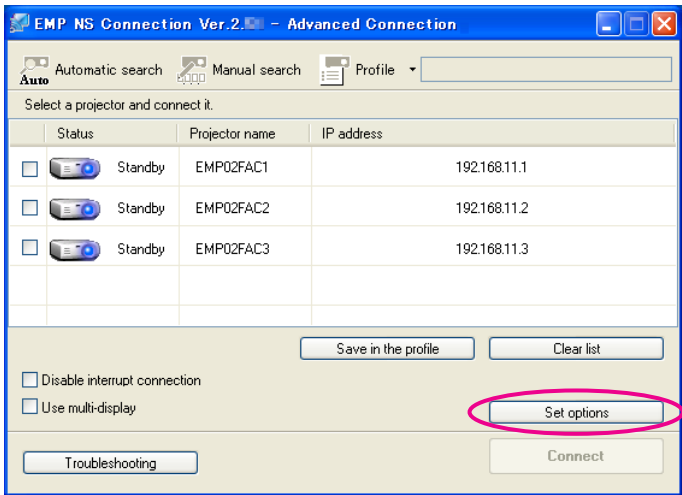 EMP NS Connection Ver.2. - Advanced Connection
Auto Automatic search Manual search Profile
Select a projector and connect it.
Status Projector name IP address
Standby EMP02FAC1 192.168.11.1
Standby EMP02FAC2 192.168.11.2
Standby EMP02FAC3 192.168.11.3
Save in the profile Clear list
Disable interrupt connection
Use multi-display
Set options
Troubleshooting Connect